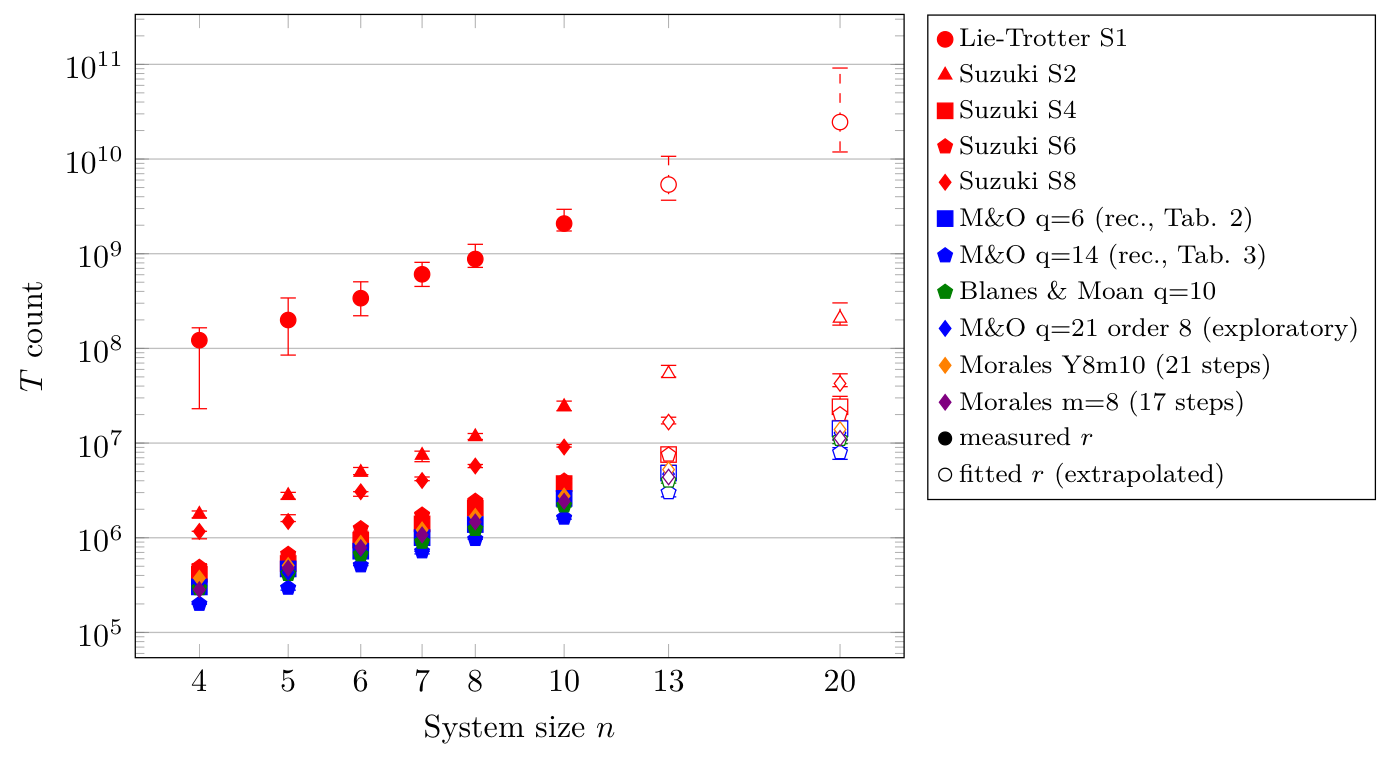 10^11
10^10
10^9
10^8
10^7
10^6
10^5
T count
4 5 6 7 8 10 13 20
System size n
Lie-Trotter S1
Suzuki S2
Suzuki S4
Suzuki S6
Suzuki S8
M&O q=6 (rec., Tab. 2)
M&O q=14 (rec., Tab. 3)
Blanes & Moan q=10
M&O q=21 order 8 (exploratory)
Morales Y8m10 (21 steps)
Morales m=8 (17 steps)
measured r
fitted r (extrapolated)